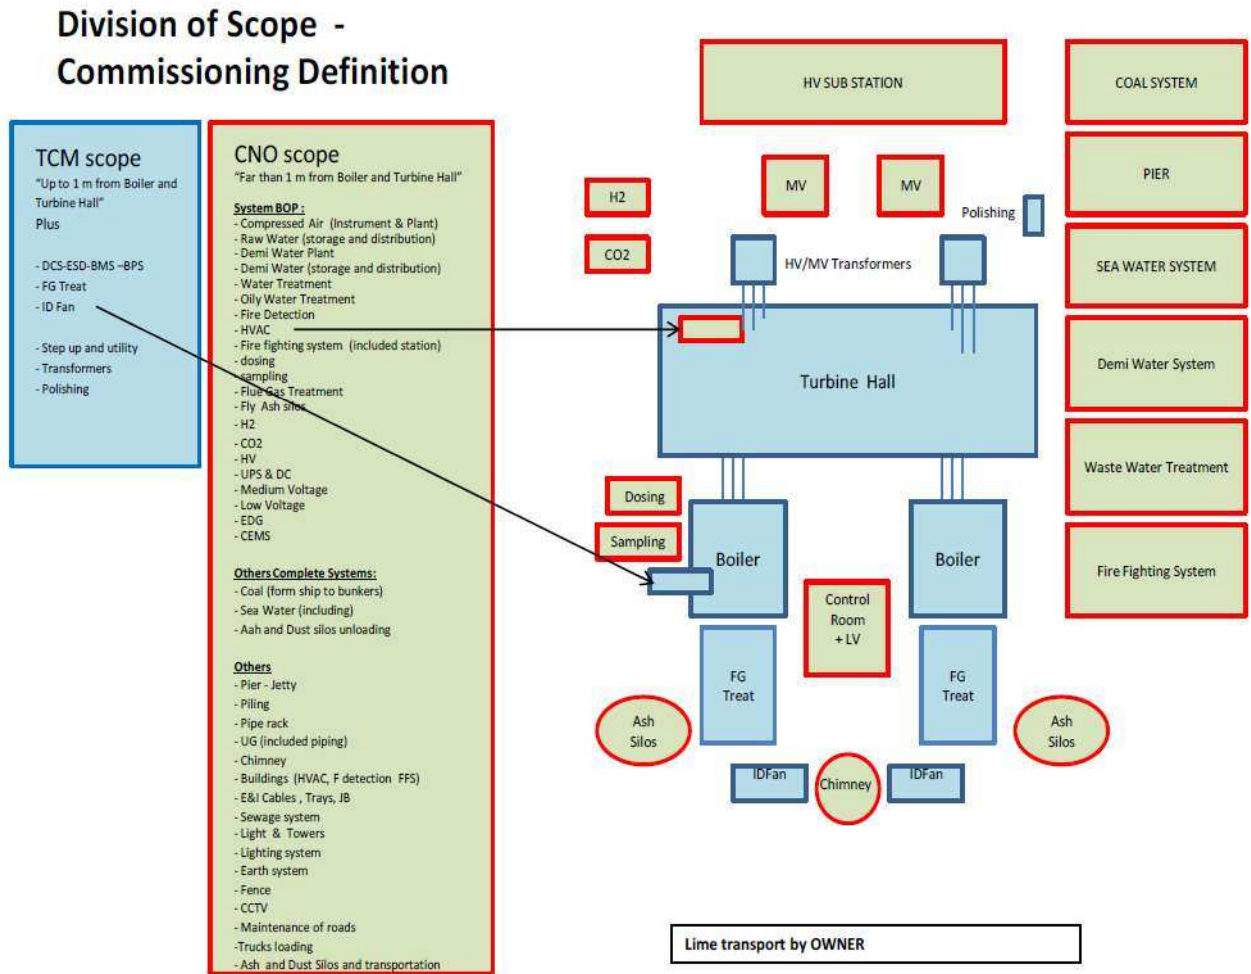 Division of Scope -
Commissioning Definition
TCM scope
"Up to 1 m from Boiler and
Turbine Hall"
Plus
- DCS-ESD-BMS –BPS
- FG Treat
- ID Fan
- Step up and utility
- Transformers
- Polishing
CNO scope
"Far than 1 m from Boiler and Turbine Hall"
System BOP :
- Compressed Air (Instrument & Plant)
- Raw Water (storage and distribution)
- Demi Water Plant
- Demi Water (storage and distribution)
- Water Treatment
- Oily Water Treatment
- Fire Detection
- HVAC
- Fire fighting system (included station)
- dosing
-sampling
- Flue Gas Treatment
- Fly Ash silos
- H2
- CO2
- HV
- UPS & DC
- Medium Voltage
- Low Voltage
- EDG
- CEMS
Others Complete Systems:
- Coal (form ship to bunkers)
- Sea Water (including)
- Aah and Dust silos unloading
Others
- Pier - Jetty
- Piling
- Pipe rack
- UG (included piping)
- Chimney
- Buildings (HVAC, F detection FFS)
- E&I Cables , Trays, JB
- Sewage system
- Light & Towers
- Lighting system
- Earth system
- Fence
- CCTV
- Maintenance of roads
-Trucks loading
- Ash and Dust Silos and transportation
HV SUB STATION
H2
MV
MV
Polishing
CO2
HV/MV Transformers
Turbine Hall
Dosing
Sampling
Boiler
Boiler
Control
Room
+ LV
FG
Treat
FG
Treat
Ash
Silos
Ash
Silos
IDFan
Chimney
IDFan
COAL SYSTEM
PIER
SEA WATER SYSTEM
Demi Water System
Waste Water Treatment
Fire Fighting System
Lime transport by OWNER